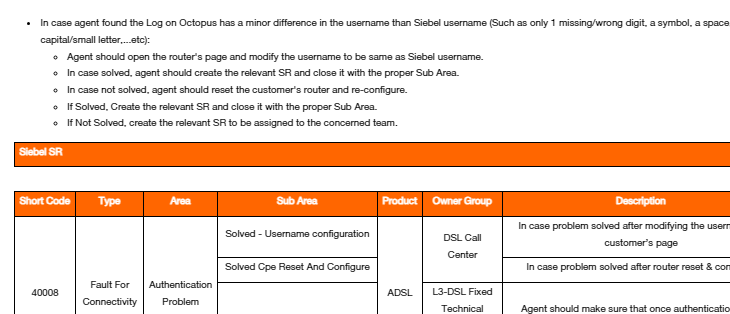 • In case agent found the Log on Octopus has a minor difference in the username than Siebel username (Such as only 1 missing/wrong digit, a symbol, a space
capital/small letter,...etc):
o Agent should open the router's page and modify the username to be same as Siebel username.
o In case solved, agent should create the relevant SR and close it with the proper Sub Area.
o In case not solved, agent should reset the customer's router and re-configure.
o If Solved, Create the relevant SR and close it with the proper Sub Area.
o If Not Solved, create the relevant SR to be assigned to the concerned team.
Siebel SR
Short Code Type Area Sub Area Product Owner Group Description
Solved - Username configuration
DSL Call
Center
In case problem solved after modifying the usern
customer's page
Solved Cpe Reset And Configure
In case problem solved after router reset & con
40008
Fault For
Connectivity
Authentication
Problem
ADSL
L3-DSL Fixed
Technical
Agent should make sure that once authenticatio